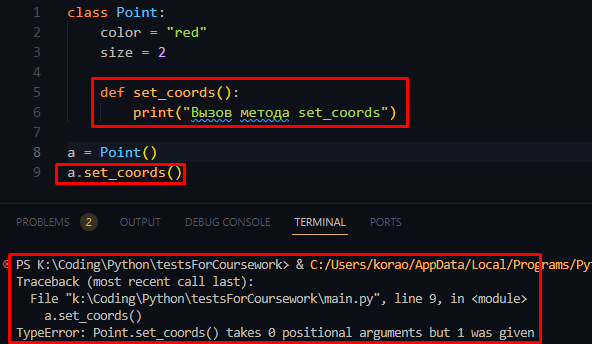 1 class Point:
2     color = "red"
3     size = 2
4
5     def set_coords():
6         print("Вызов метода set_coords")
7
8 a = Point()
9 a.set_coords()
PROBLEMS 2 OUTPUT DEBUG CONSOLE TERMINAL PORTS
PS K:\Coding\Python\testsForCoursework> & C:/Users/korao/AppData/Local/Programs/Py
Traceback (most recent call last):
  File "k:\Coding\Python\testsForCoursework\main.py", line 9, in <module>
    a.set_coords()
TypeError: Point.set_coords() takes 0 positional arguments but 1 was given